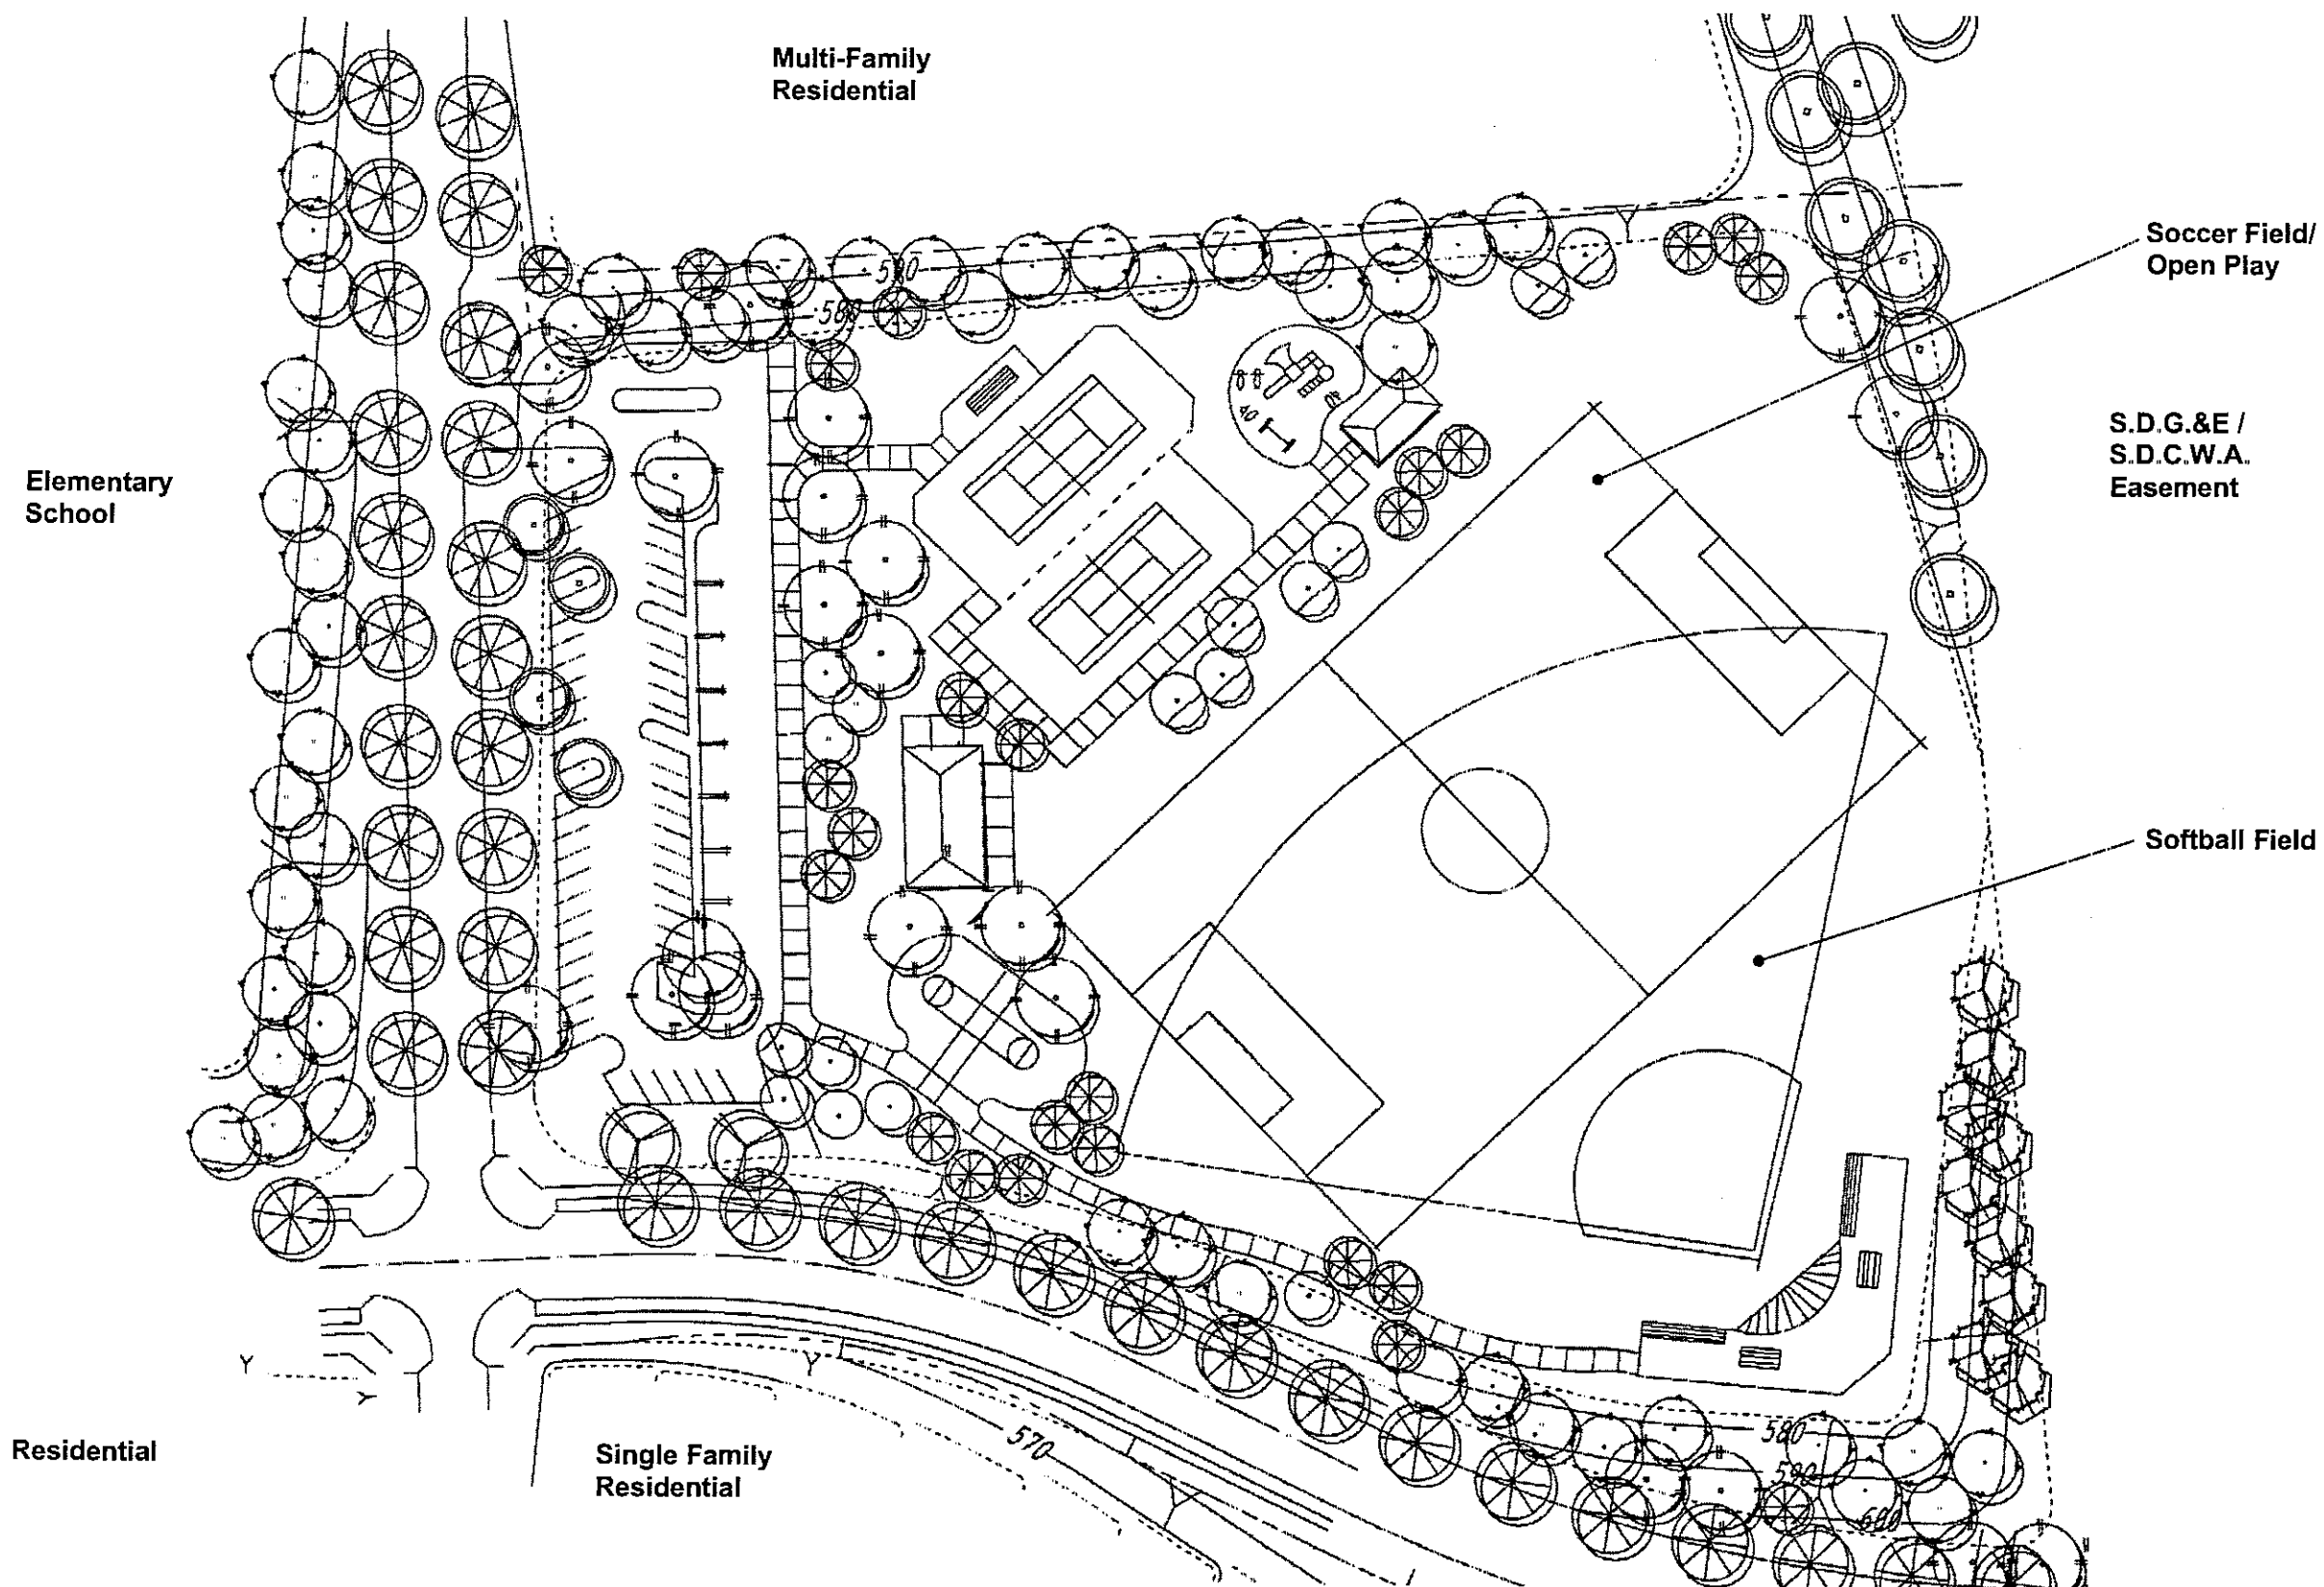 Multi-Family
Residential
Soccer Field/
Open Play
590
580
S.D.G.&E /
S.D.C.W.A.
Easement
Elementary
School
Softball Field
Residential
Single Family
Residential
570
580
590
600